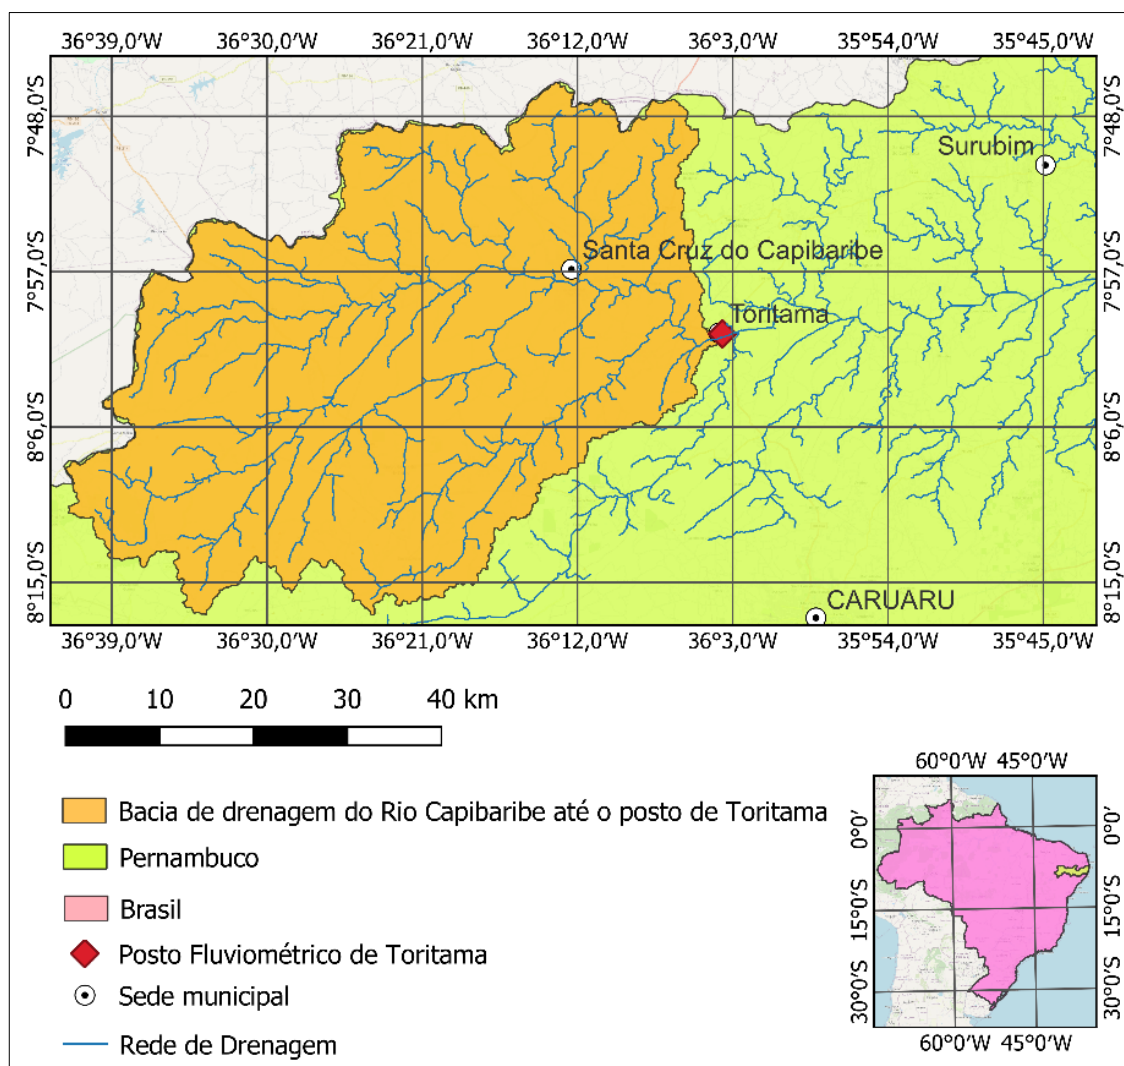 36°39,0′W 36°30,0′W 36°21,0′W 36°12,0′W 36°3,0′W 35°54,0′W 35°45,0′W
7°48,0′S 7°48,0′S
Surubim
Santa Cruz do Capibaribe
7°57,0′S 7°57,0′S
Toritama
8°6,0′S 8°6,0′S
8°15,0′S 8°15,0′S
CARUARU
36°39,0′W 36°30,0′W 36°21,0′W 36°12,0′W 36°3,0′W 35°54,0′W 35°45,0′W
0 10 20 30 40 km
Bacia de drenagem do Rio Capibaribe até o posto de Toritama
Pernambuco
Brasil
Posto Fluviométrico de Toritama
Sede municipal
Rede de Drenagem
60°0′W 45°0′W
0°0′ 0°0′
15°0′S 15°0′S
30°0′S 30°0′S
60°0′W 45°0′W